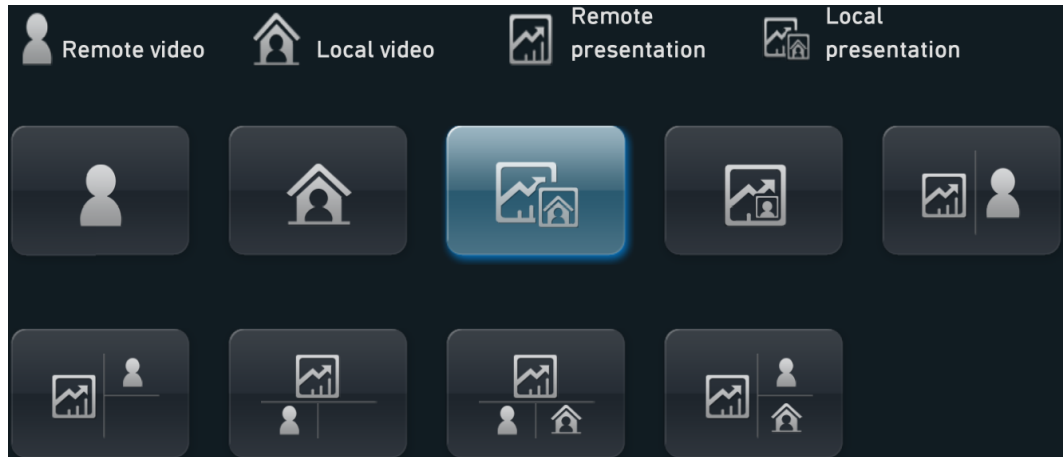 Remote video
Local video
Remote
presentation
Local
presentation